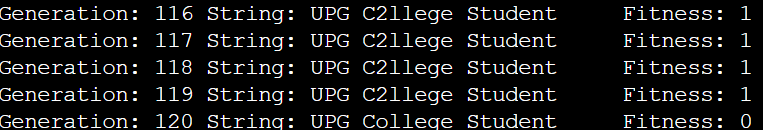 Generation: 116 String: UPG C2llege Student Fitness: 1
Generation: 117 String: UPG C2llege Student Fitness: 1
Generation: 118 String: UPG C2llege Student Fitness: 1
Generation: 119 String: UPG C2llege Student Fitness: 1
Generation: 120 String: UPG College Student Fitness: 0